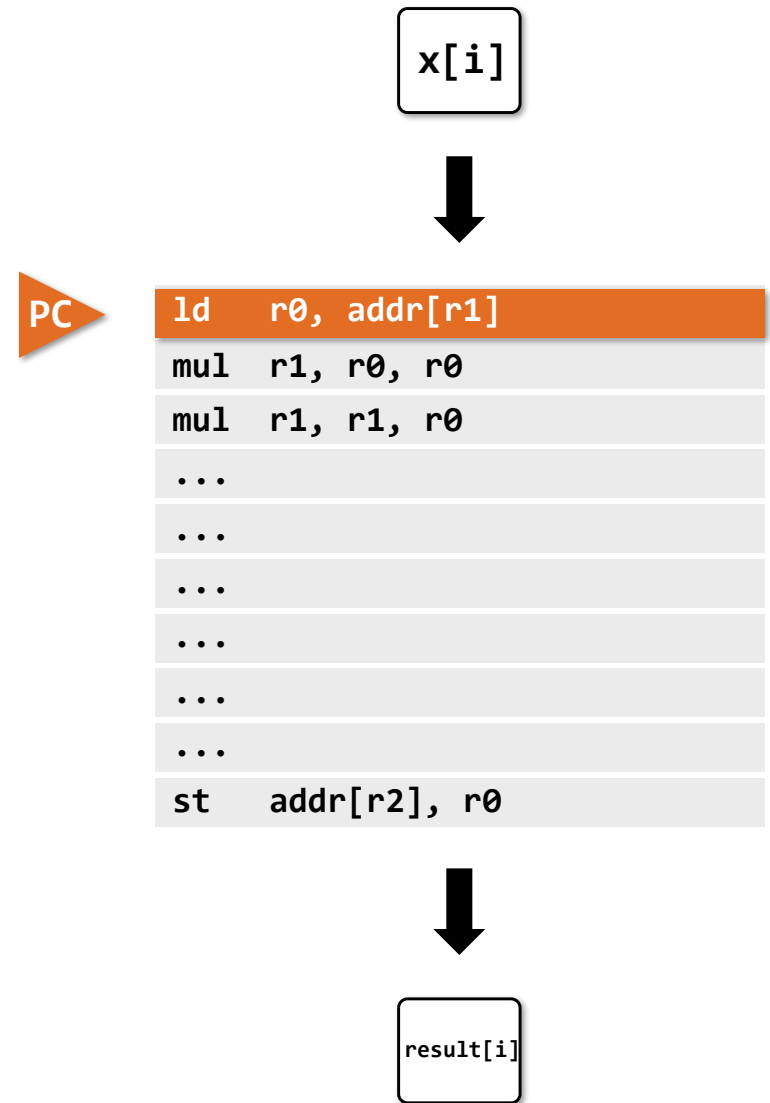 x[i]
PC
ld r0, addr[r1]
mul r1, r0, r0
mul r1, r1, r0
...
...
...
...
...
...
st addr[r2], r0
result[i]